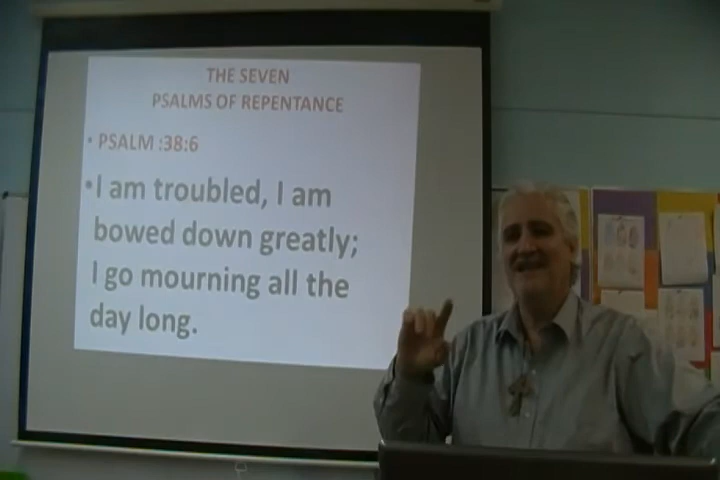 THE SEVEN
PSALMS OF REPENTANCE
• PSALM :38:6
•I am troubled, I am
bowed down greatly;
I go mourning all the
day long.